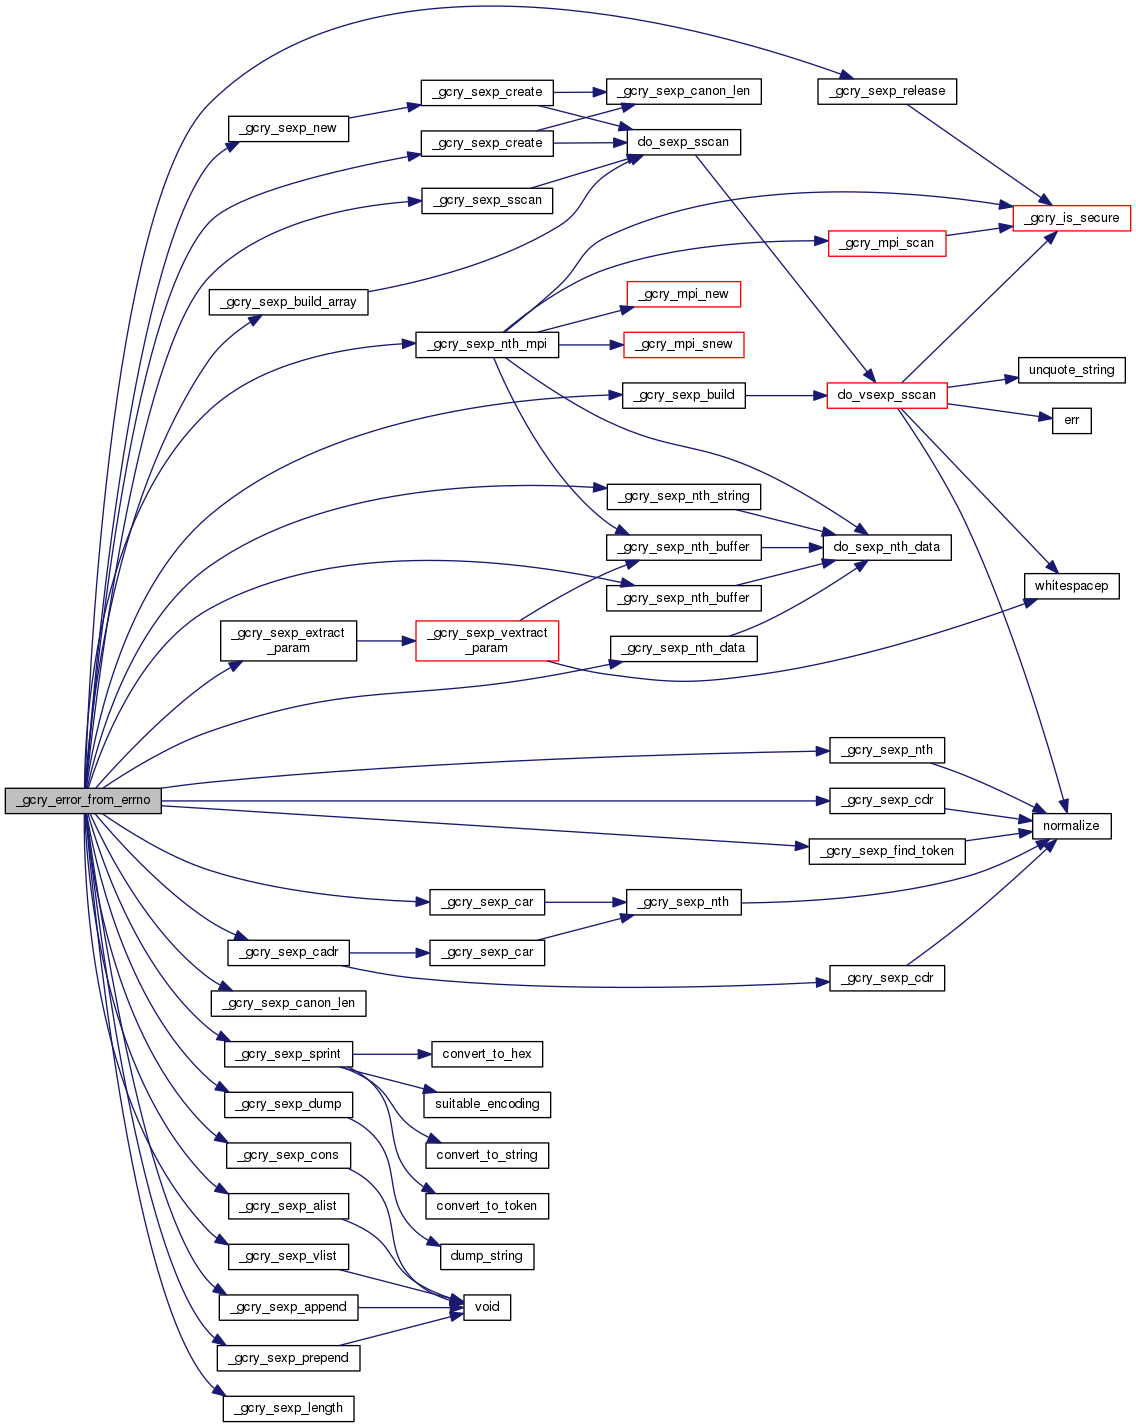 _gcry_sexp_release
_gcry_sexp_create
_gcry_sexp_canon_len
_gcry_sexp_new
_gcry_sexp_create
do_sexp_sscan
_gcry_sexp_sscan
_gcry_is_secure
_gcry_mpi_scan
_gcry_sexp_build_array
_gcry_mpi_new
_gcry_sexp_nth_mpi
_gcry_mpi_snew
unquote_string
_gcry_sexp_build
do_vsexp_sscan
err
_gcry_sexp_nth_string
_gcry_sexp_nth_buffer
do_sexp_nth_data
whitespacep
_gcry_sexp_nth_buffer
_gcry_sexp_extract
_param
_gcry_sexp_vextract
_param
_gcry_sexp_nth_data
_gcry_sexp_nth
_gcry_error_from_errno
_gcry_sexp_cdr
normalize
_gcry_sexp_find_token
_gcry_sexp_car
_gcry_sexp_nth
_gcry_sexp_cadr
_gcry_sexp_car
_gcry_sexp_cdr
_gcry_sexp_canon_len
_gcry_sexp_sprint
convert_to_hex
_gcry_sexp_dump
suitable_encoding
_gcry_sexp_cons
convert_to_string
_gcry_sexp_alist
convert_to_token
_gcry_sexp_vlist
dump_string
_gcry_sexp_append
void
_gcry_sexp_prepend
_gcry_sexp_length